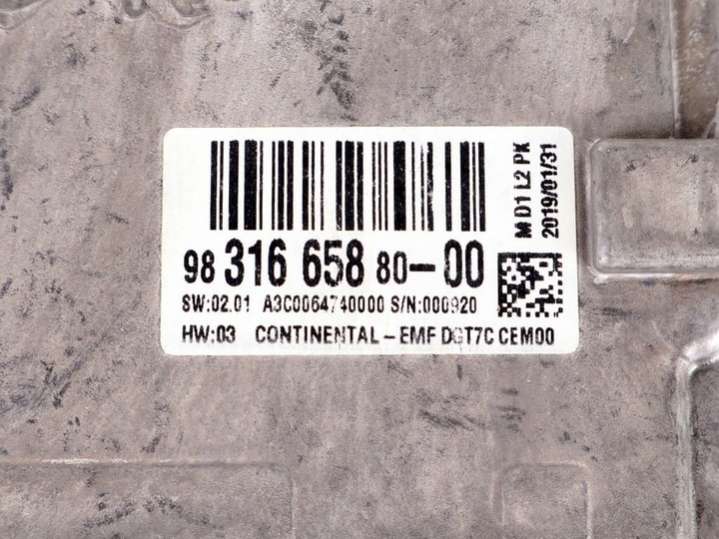 98 316 658 80-00
SW:02.01 A3C0064740000 S/N:000920
HW:03 CONTINENTAL-EMF DGT7C CEM00
M D1 L2 PK
2019/01/31